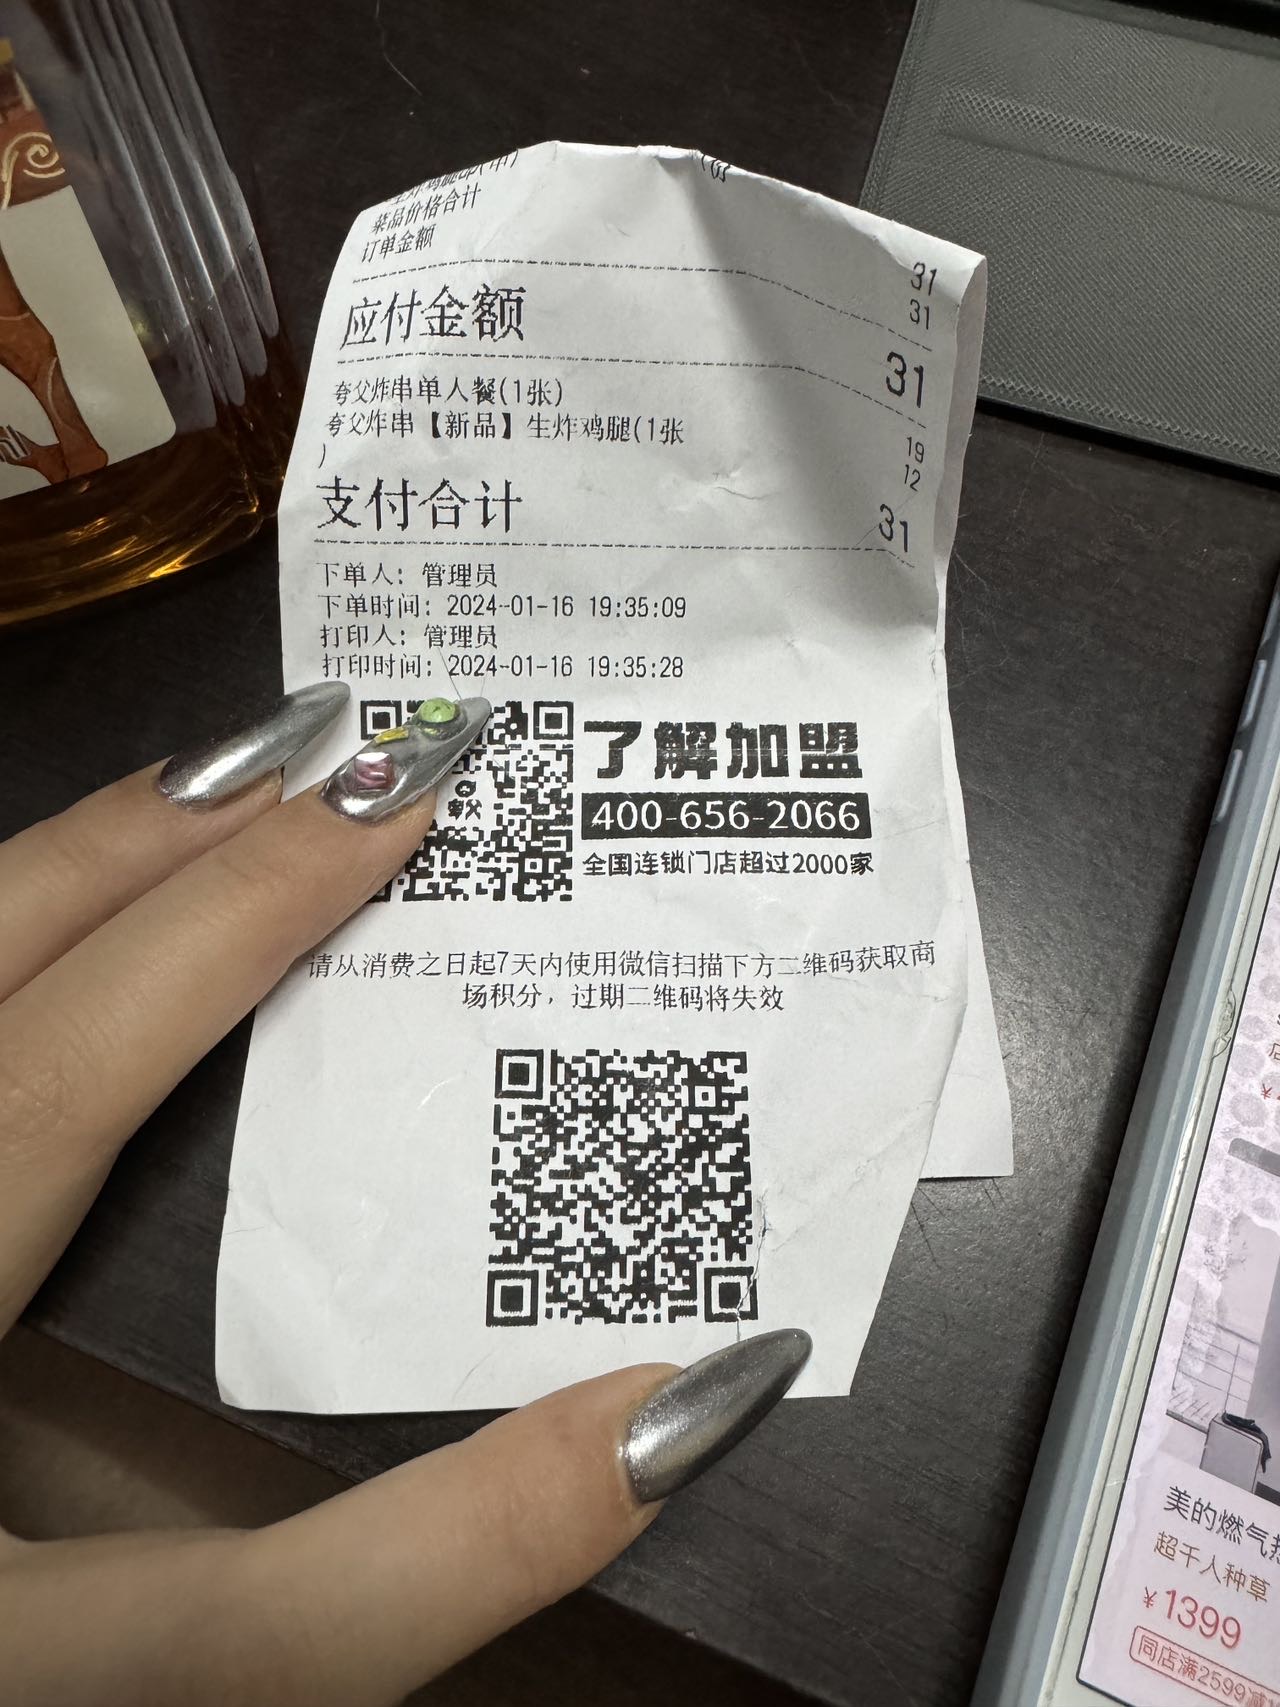 菜品价格合计 31
订单金额 31
应付金额 31
夸父炸串单人餐(1张) 19
夸父炸串【新品】生炸鸡腿(1张 12
)
支付合计 31
下单人: 管理员
下单时间: 2024-01-16 19:35:09
打印人: 管理员
打印时间: 2024-01-16 19:35:28
了解加盟
400-656-2066
全国连锁门店超过2000家
请从消费之日起7天内使用微信扫描下方二维码获取商
场积分，过期二维码将失效
美的燃气
超千人种草
¥1399
同店满2599减